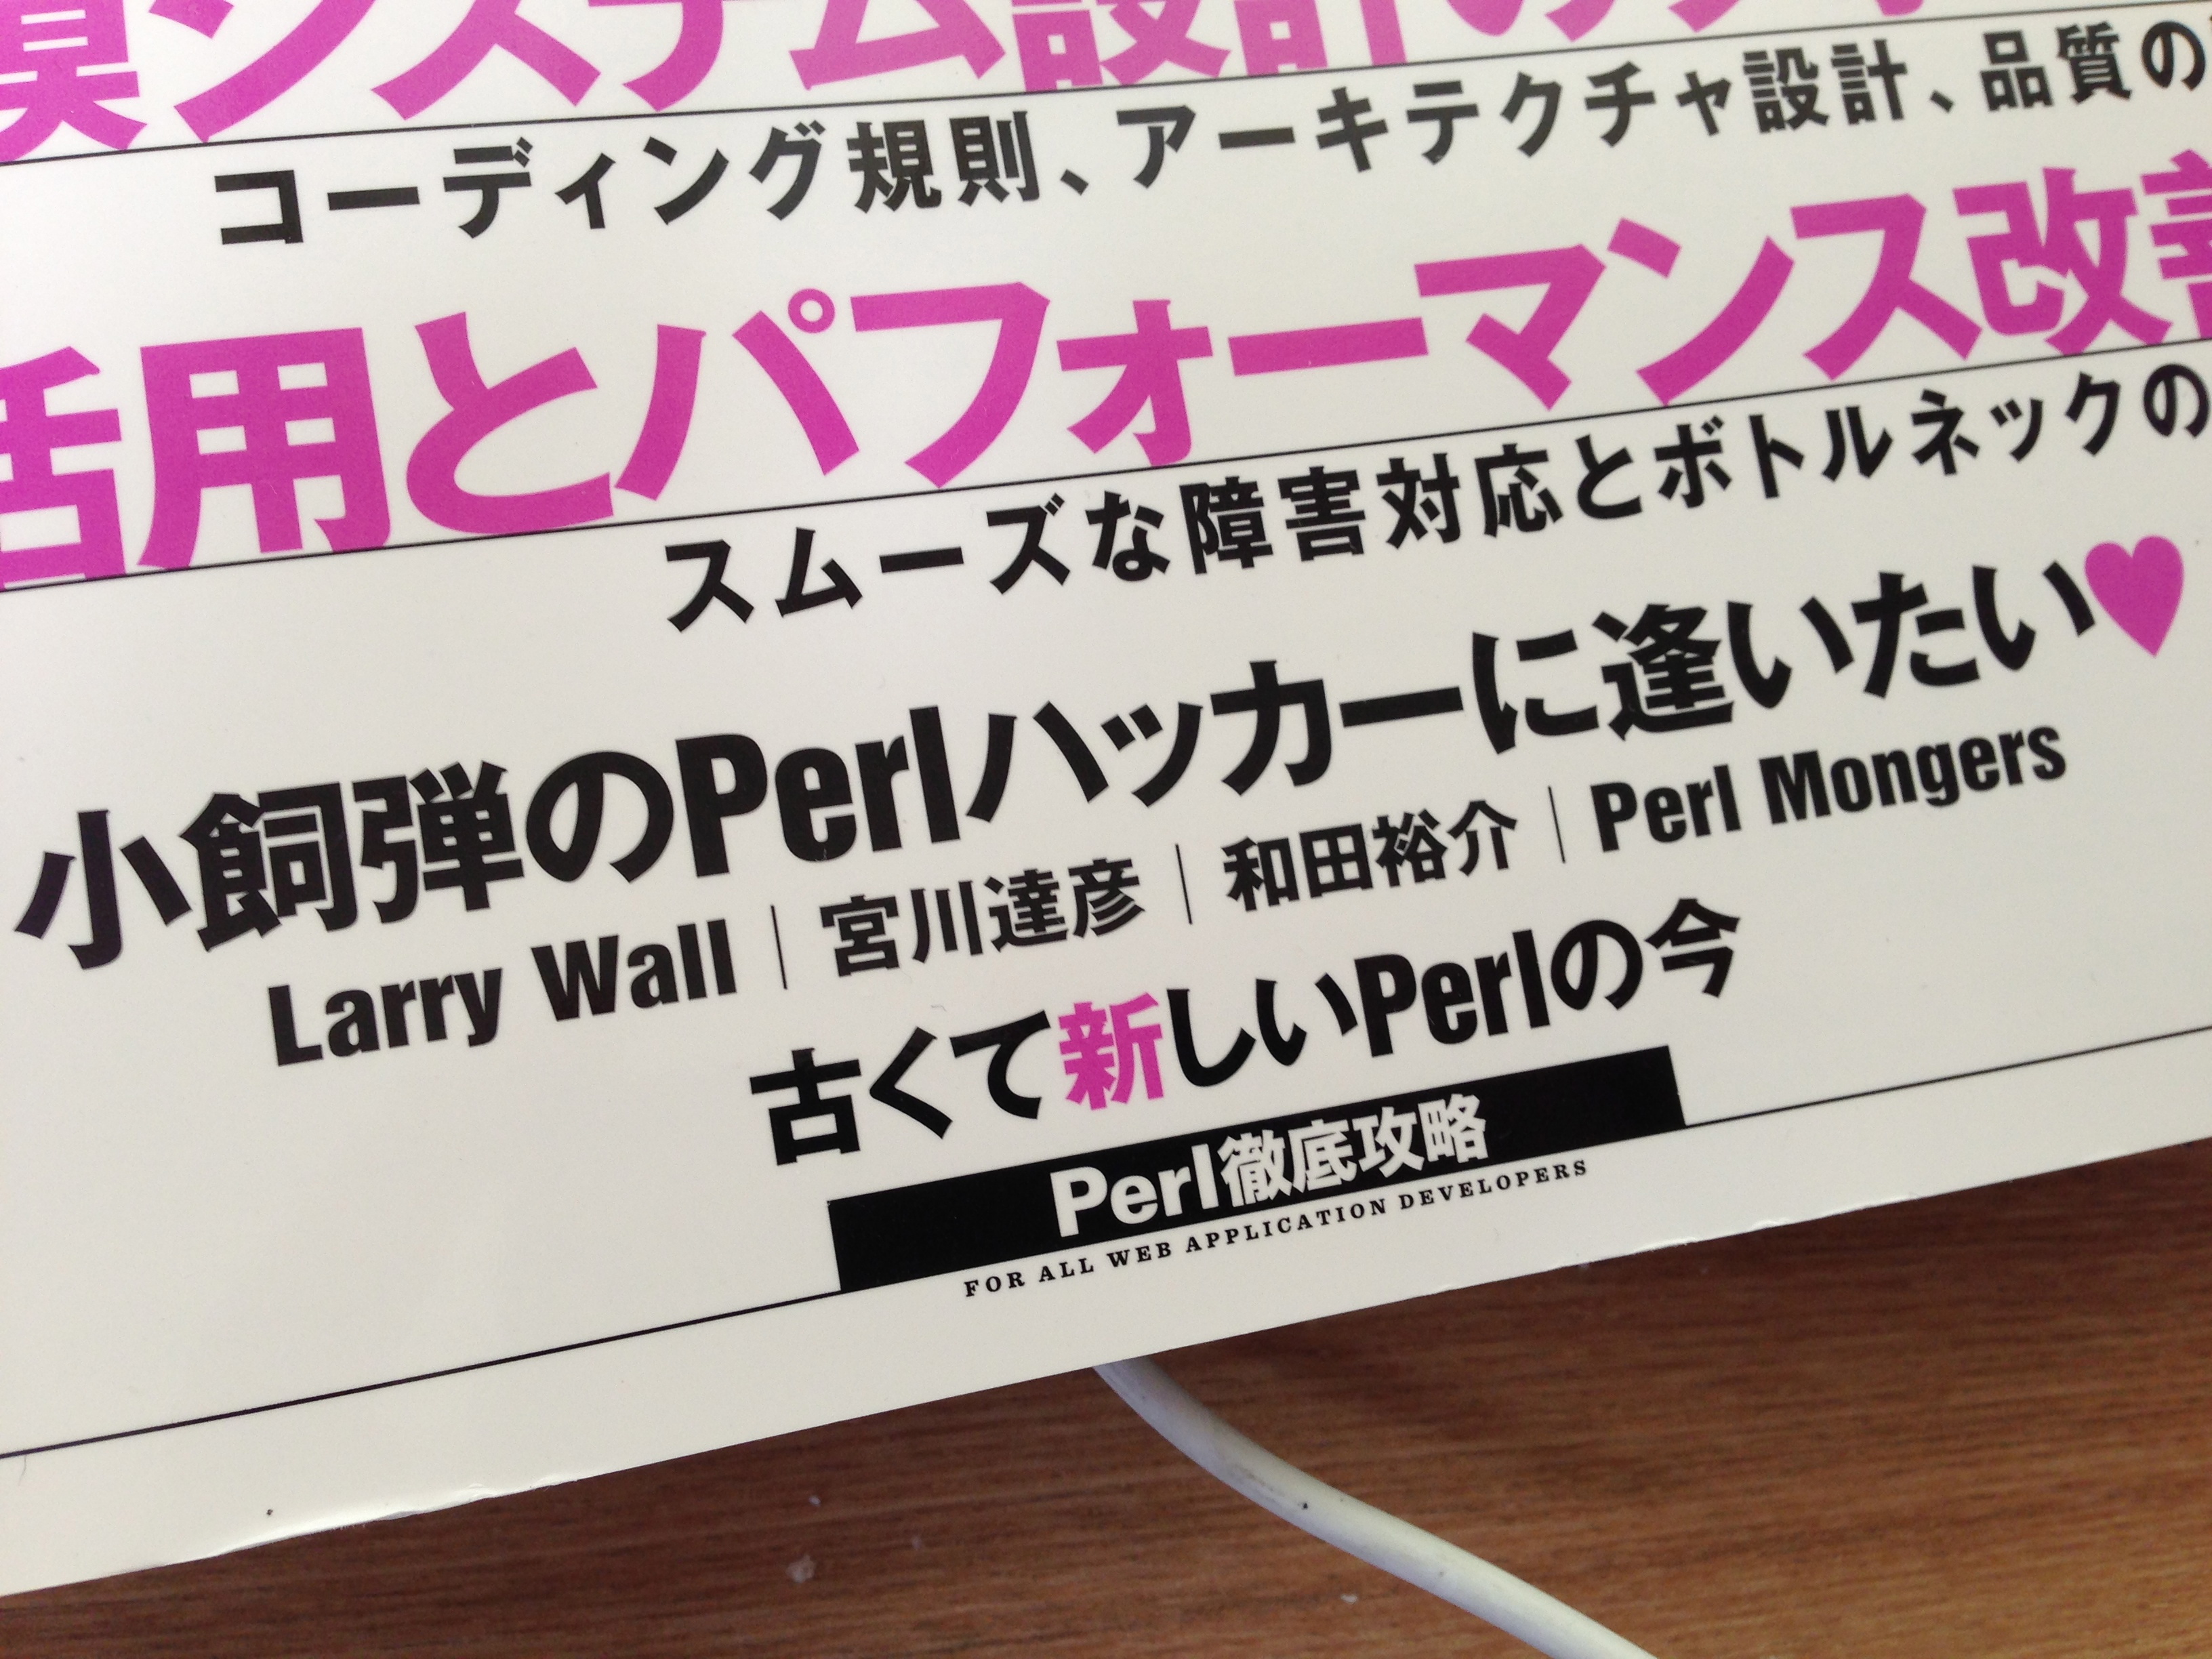 システム設計の
コーディング規則、アーキテクチャ設計、品質の
活用とパフォーマンス改善
スムーズな障害対応とボトルネックの
小飼弾のPerlハッカーに逢いたい♥
Larry Wall｜宮川達彦｜和田裕介｜Perl Mongers
古くて新しいPerlの今
Perl徹底攻略
FOR ALL WEB APPLICATION DEVELOPERS